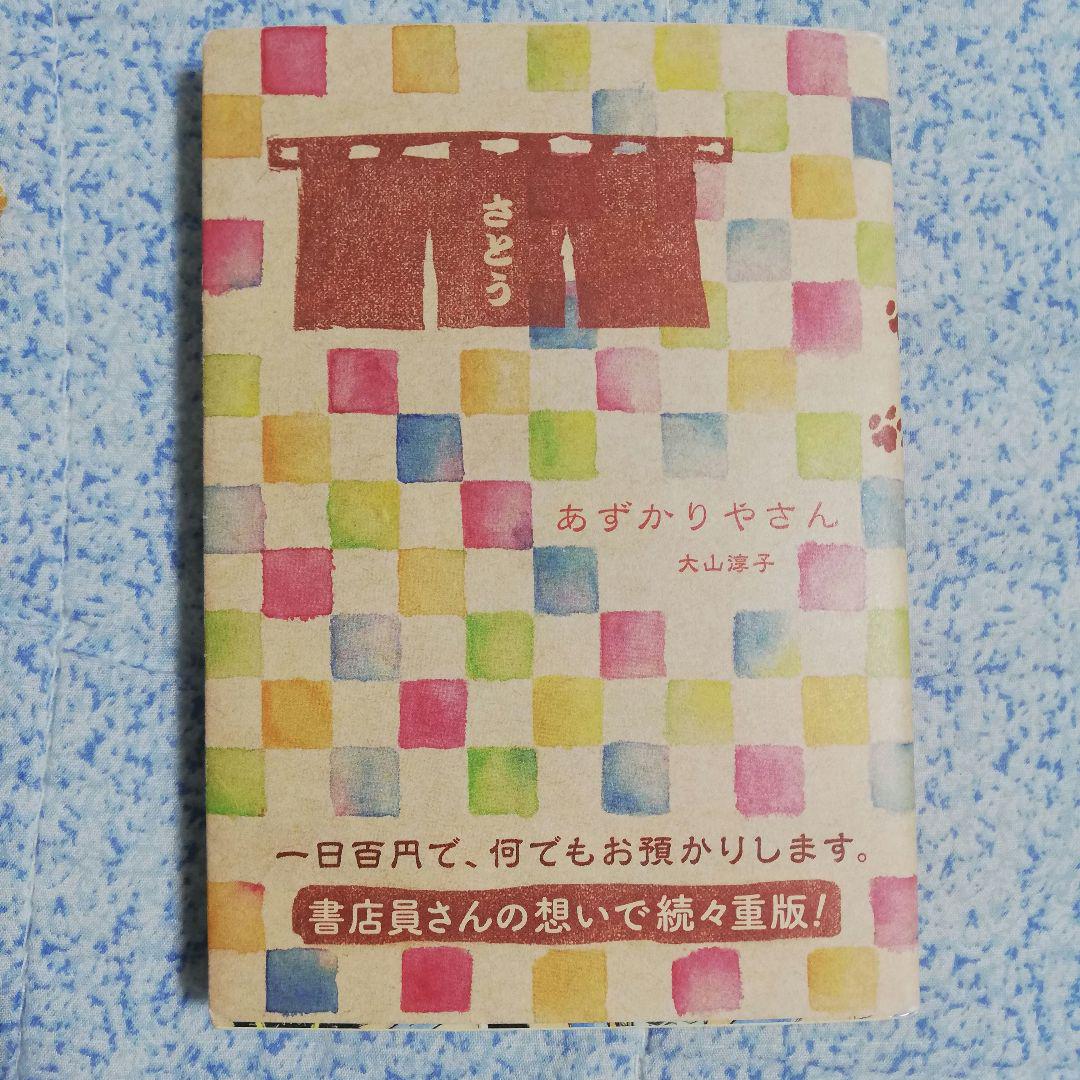 さとう
あずかりやさん
大山淳子
一日百円で、何でもお預かりします。
書店員さんの想いで続々重版!